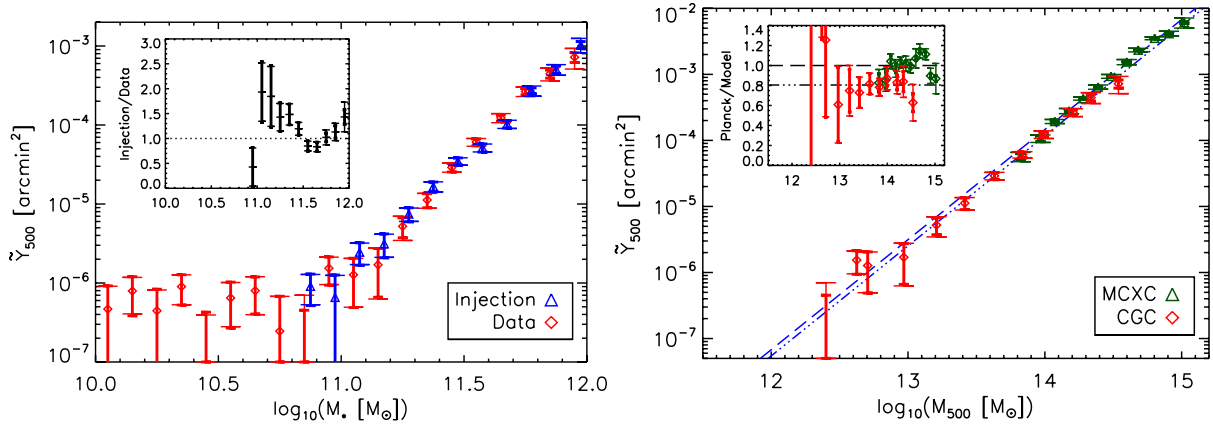 10⁻³
10⁻⁴
10⁻⁵
10⁻⁶
10⁻⁷
Ỹ₅₀₀ [arcmin²]
3.0
2.5
2.0
1.5
1.0
0.5
0.0
Injection/Data
10.0 10.5 11.0 11.5 12.0
Injection
Data
10.0 10.5 11.0 11.5 12.0
log₁₀(M⋆ [M⊙])
10⁻²
10⁻³
10⁻⁴
10⁻⁵
10⁻⁶
10⁻⁷
Ỹ₅₀₀ [arcmin²]
1.4
1.2
1.0
0.8
0.6
0.4
0.2
0.0
Planck/Model
12 13 14 15
MCXC
CGC
12 13 14 15
log₁₀(M₅₀₀ [M⊙])